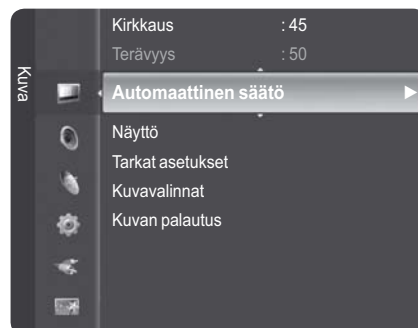 Kuva
Kirkkaus : 45
Terävyys : 50
Automaattinen säätö
Näyttö
Tarkat asetukset
Kuvavalinnat
Kuvan palautus